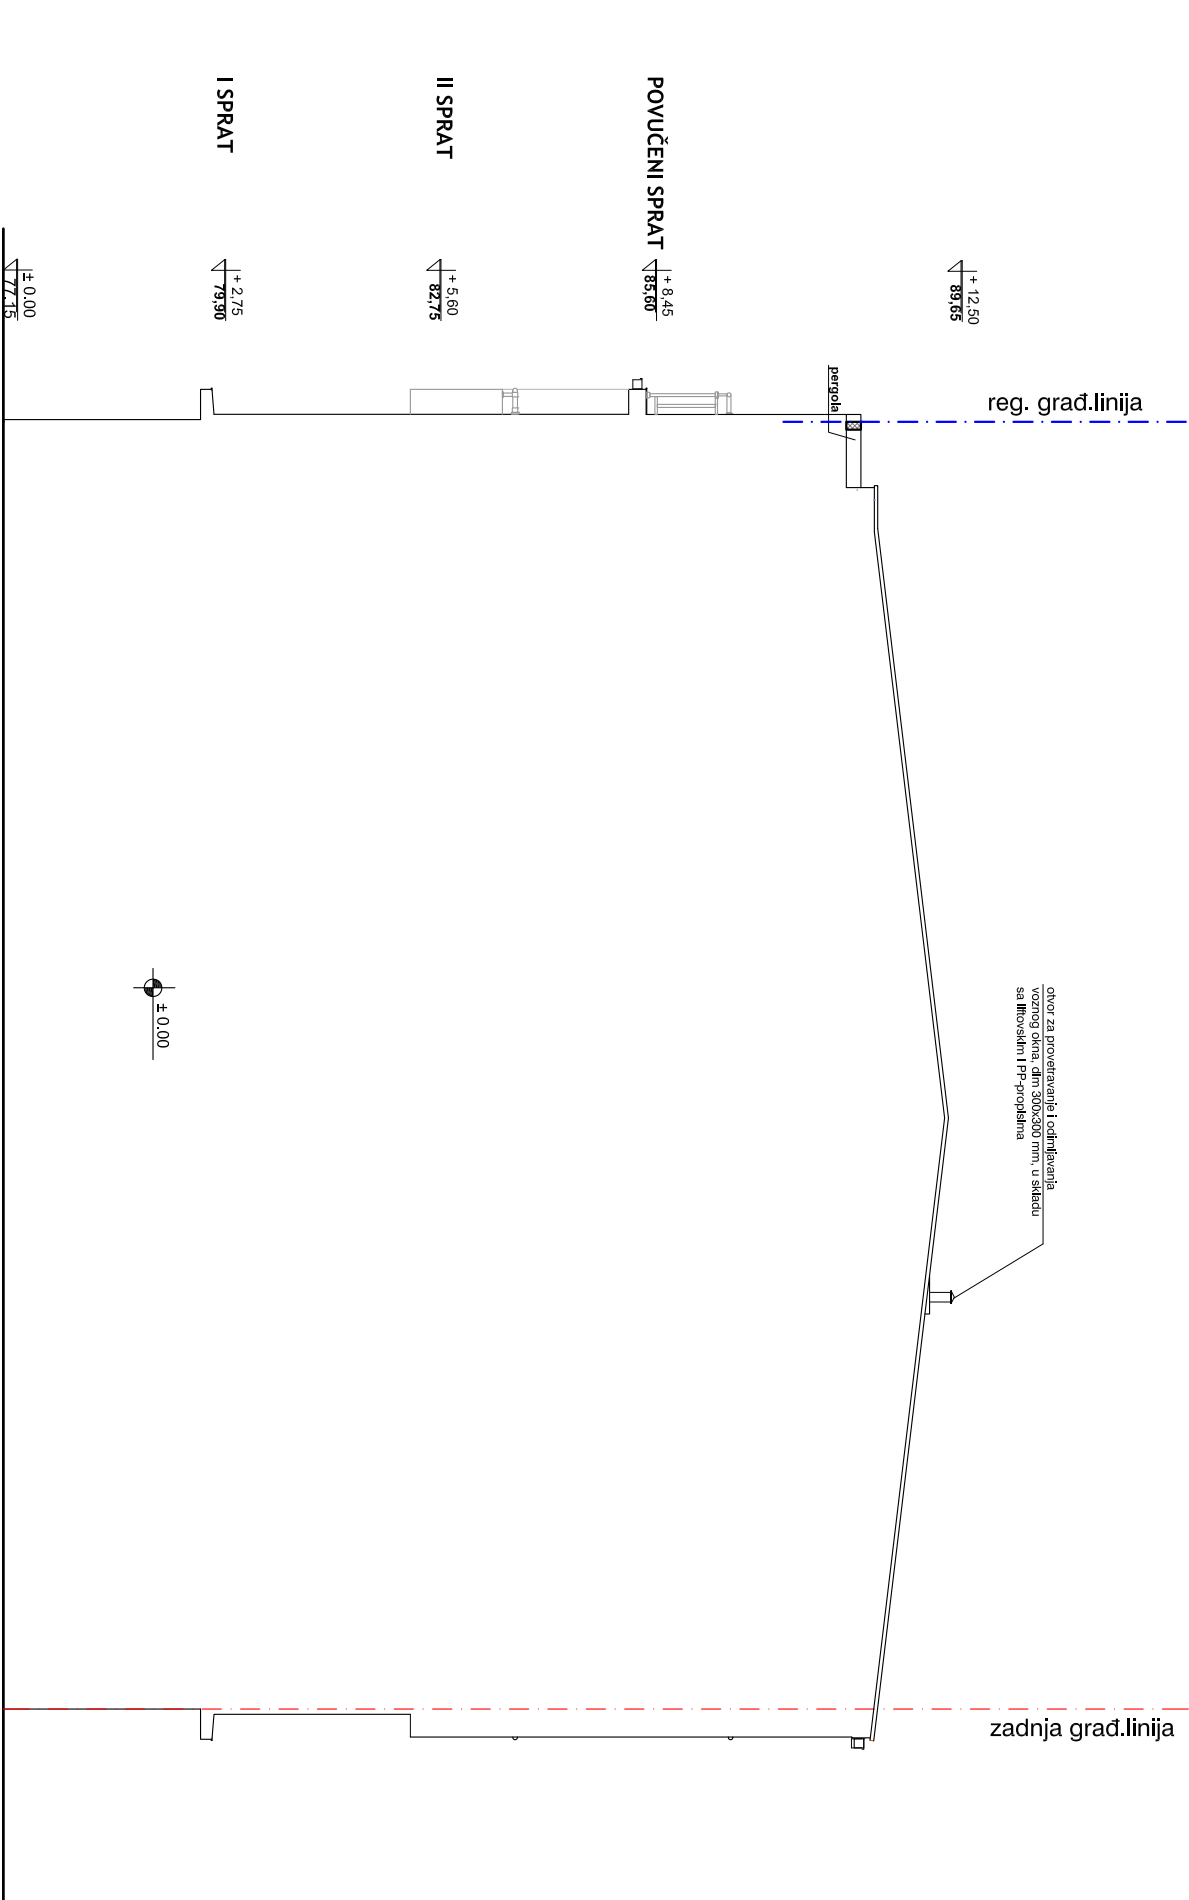 I SPRAT
II SPRAT
POVUČENI SPRAT
± 0.00
77.15
+ 2,75
79,90
+ 5,60
82,75
+ 8,45
85,60
+ 12,50
89,65
pergola
reg. građ.linija
otvor za provetravanje i odimljavanja
voznog okna, dim 300x300 mm, u skladu
sa liftovskim i PP-propisima
± 0.00
zadnja građ.linija